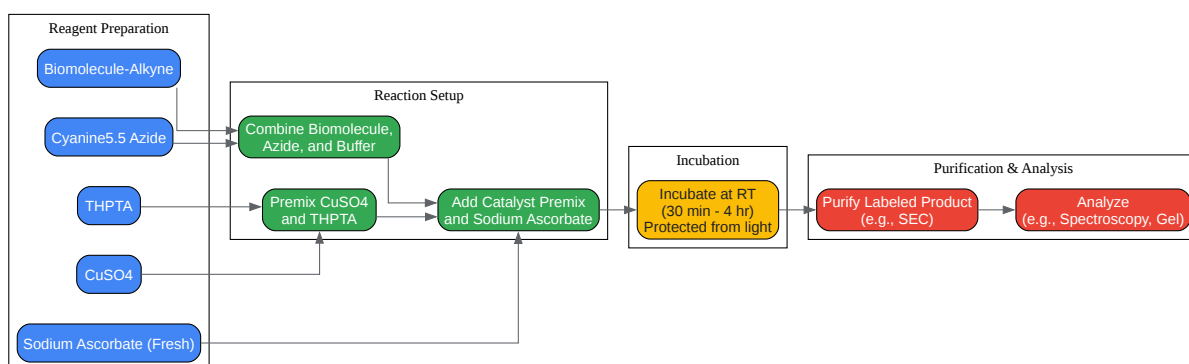 Reagent Preparation
Biomolecule-Alkyne
Cyanine5.5 Azide
THPTA
CuSO4
Sodium Ascorbate (Fresh)
Reaction Setup
Combine Biomolecule,
Azide, and Buffer
Premix CuSO4
and THPTA
Add Catalyst Premix
and Sodium Ascorbate
Incubation
Incubate at RT
(30 min - 4 hr)
Protected from light
Purification & Analysis
Purify Labeled Product
(e.g., SEC)
Analyze
(e.g., Spectroscopy, Gel)